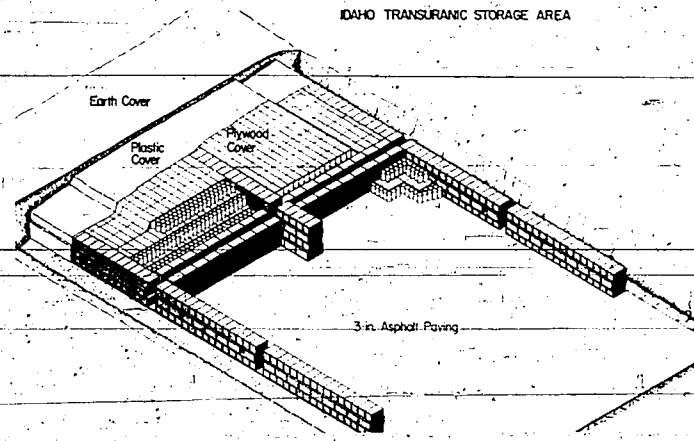 IDAHO TRANSURANIC STORAGE AREA
Earth Cover
Plywood
Cover
Plastic
Cover
3 in. Asphalt Paving